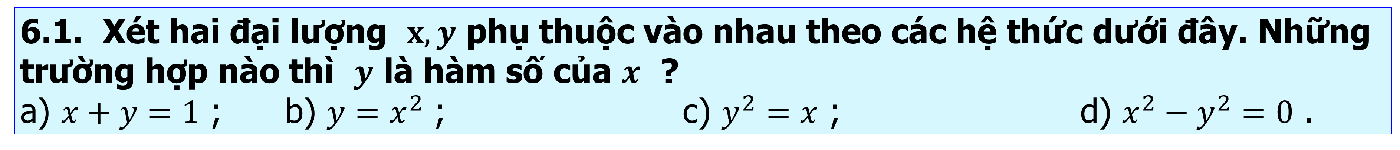 6.1. Xét hai đại lượng x, y phụ thuộc vào nhau theo các hệ thức dưới đây. Những
trường hợp nào thì y là hàm số của x ?
a) x + y = 1 ; b) y = x² ; c) y² = x ; d) x² − y² = 0 .